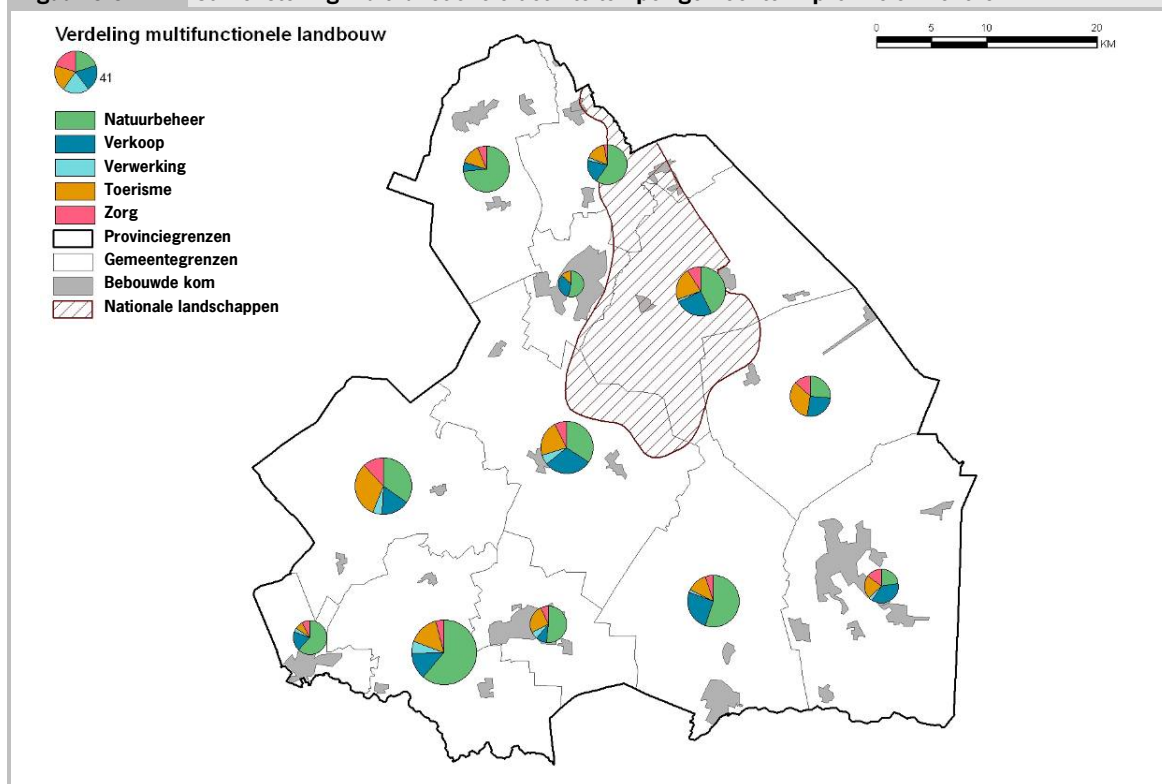 Verdeling multifunctionele landbouw
41
Natuurbeheer
Verkoop
Verwerking
Toerisme
Zorg
Provinciegrenzen
Gemeentegrenzen
Bebouwde kom
Nationale landschappen
0 5 10 20
KM